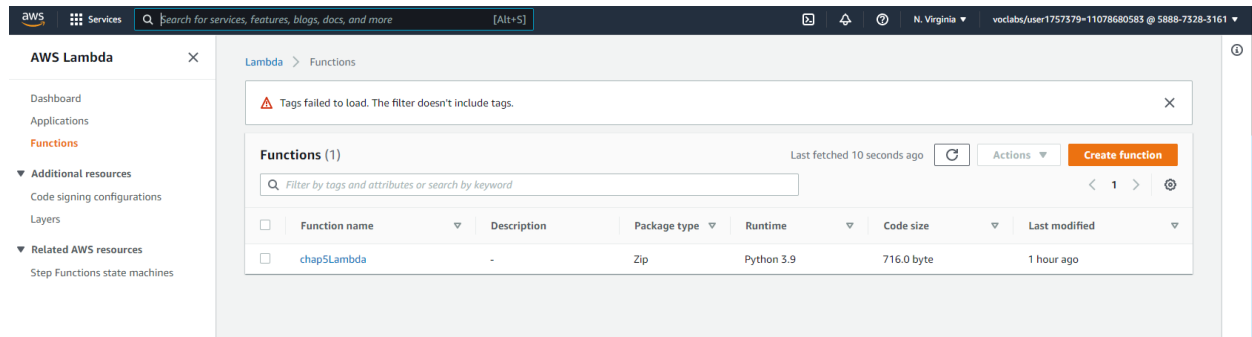 aws
Services
Search for services, features, blogs, docs, and more
[Alt+S]
N. Virginia ▼
voclabs/user1757379=11078680583 @ 5888-7328-3161 ▼
AWS Lambda
Dashboard
Applications
Functions
▼ Additional resources
Code signing configurations
Layers
▼ Related AWS resources
Step Functions state machines
Lambda > Functions
Tags failed to load. The filter doesn't include tags.
Functions (1)
Last fetched 10 seconds ago
Actions ▼
Create function
Filter by tags and attributes or search by keyword
< 1 >
Function name Description Package type Runtime Code size Last modified
chap5Lambda - Zip Python 3.9 716.0 byte 1 hour ago